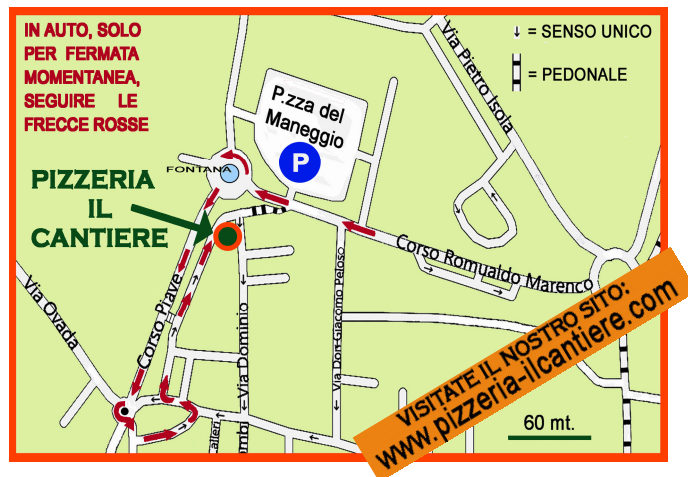 IN AUTO, SOLO
PER FERMATA
MOMENTANEA,
SEGUIRE LE
FRECCE ROSSE
= SENSO UNICO
= PEDONALE
Via Pietro Isola
P.zza del
Maneggio
P
FONTANA
PIZZERIA
IL
CANTIERE
Corso Romualdo Marenco
Via Ovada
Corso Piave
Via Dominio
Via Don Giacomo Peloso
VISITATE IL NOSTRO SITO:
www.pizzeria-ilcantiere.com
60 mt.